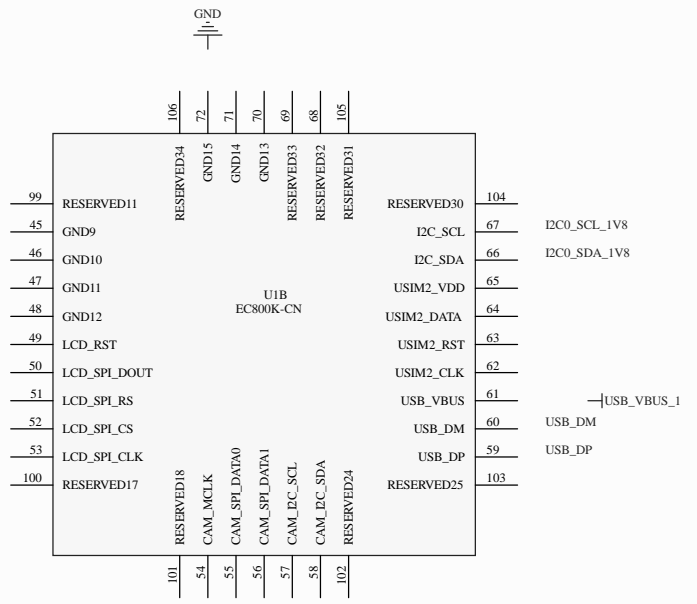 GND
106
72
71
70
69
68
105
RESERVED34
GND15
GND14
GND13
RESERVED33
RESERVED32
RESERVED31
99 RESERVED11
45 GND9
46 GND10
47 GND11
48 GND12
49 LCD_RST
50 LCD_SPI_DOUT
51 LCD_SPI_RS
52 LCD_SPI_CS
53 LCD_SPI_CLK
100 RESERVED17
U1B
EC800K-CN
RESERVED30 104
I2C_SCL 67 I2C0_SCL_1V8
I2C_SDA 66 I2C0_SDA_1V8
USIM2_VDD 65
USIM2_DATA 64
USIM2_RST 63
USIM2_CLK 62
USB_VBUS 61 USB_VBUS_1
USB_DM 60 USB_DM
USB_DP 59 USB_DP
RESERVED25 103
RESERVED18
CAM_MCLK
CAM_SPI_DATA0
CAM_SPI_DATA1
CAM_I2C_SCL
CAM_I2C_SDA
RESERVED24
101
54
55
56
57
58
102